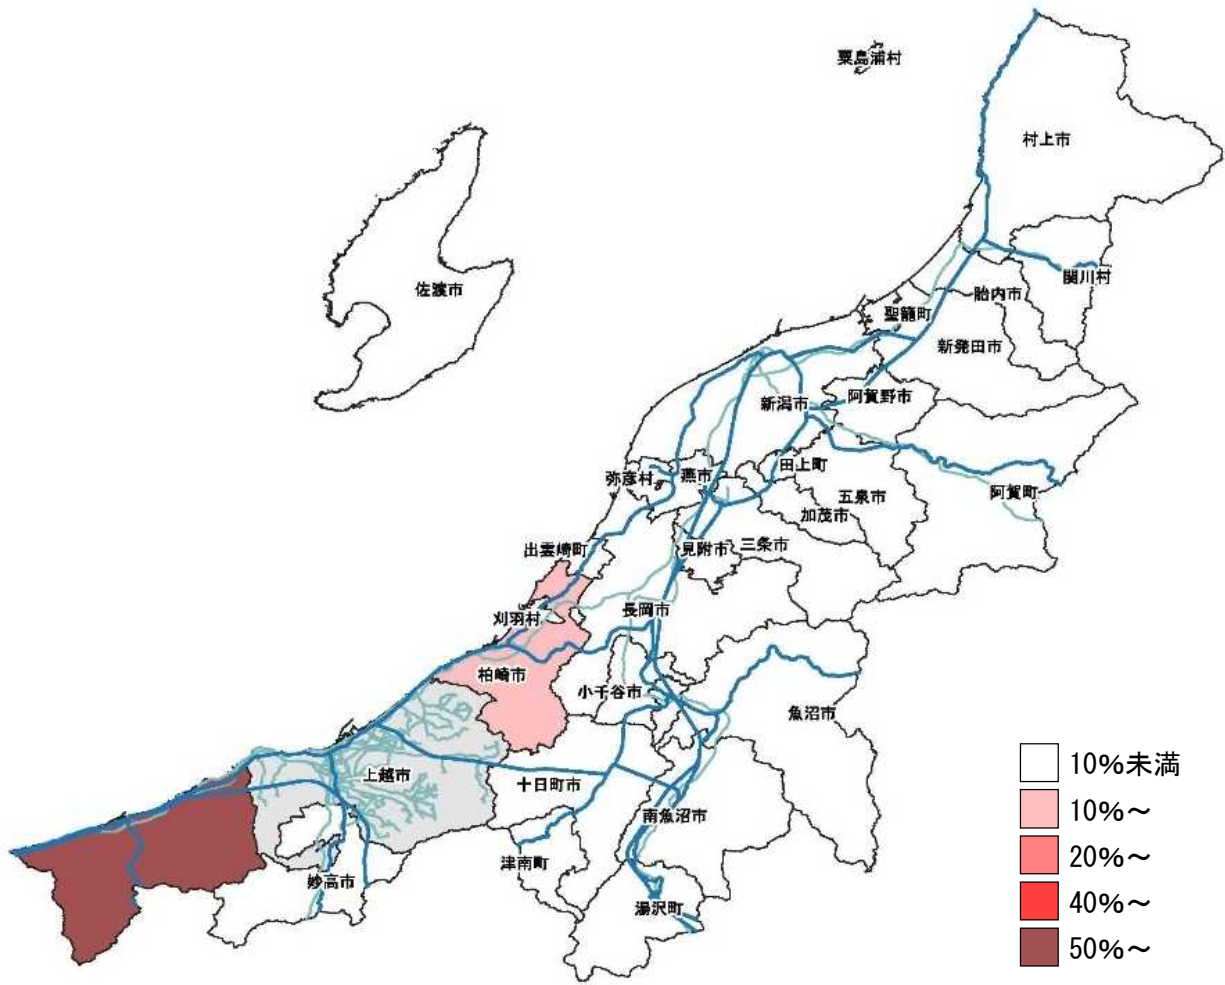 粟島浦村
村上市
関川村
佐渡市
胎内市
聖籠町
新発田市
阿賀野市
新潟市
田上町
弥彦村
燕市
五泉市
阿賀町
加茂市
出雲崎町
見附市
三条市
長岡市
刈羽村
柏崎市
小千谷市
魚沼市
上越市
十日町市
南魚沼市
津南町
妙高市
湯沢町
10%未満
10%～
20%～
40%～
50%～